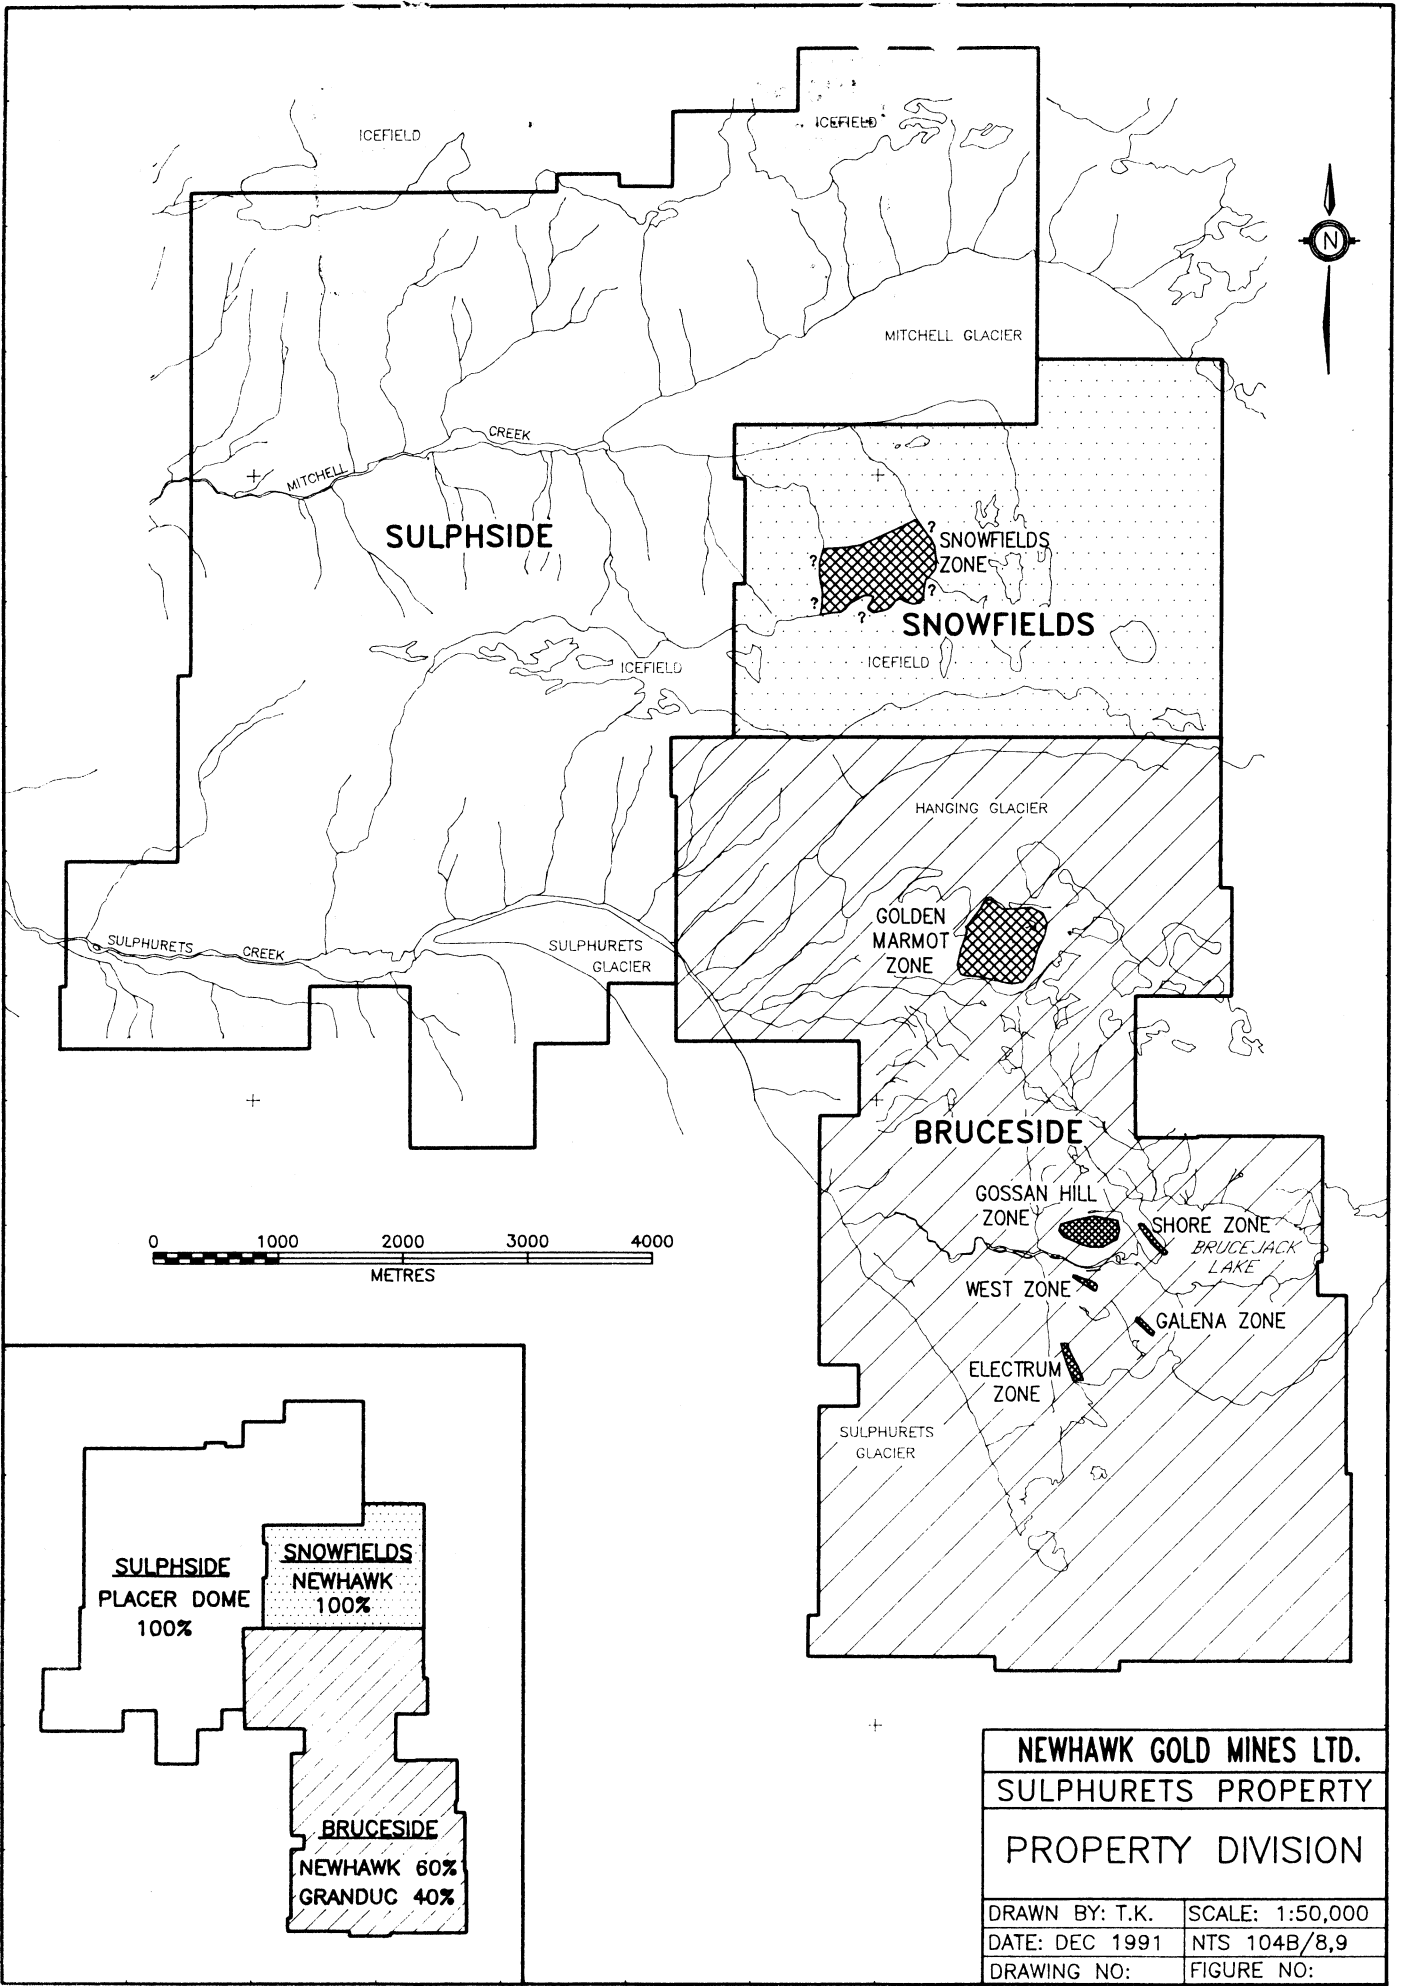 ICEFIELD
ICEFIELD
N
MITCHELL GLACIER
CREEK
MITCHELL
SULPHSIDE
?
SNOWFIELDS
ZONE
?
?
?
?
SNOWFIELDS
ICEFIELD
ICEFIELD
HANGING GLACIER
GOLDEN
MARMOT
ZONE
SULPHURETS
CREEK
SULPHURETS
GLACIER
BRUCESIDE
GOSSAN HILL
ZONE
SHORE ZONE
BRUCEJACK
LAKE
WEST ZONE
GALENA ZONE
ELECTRUM
ZONE
SULPHURETS
GLACIER
0 1000 2000 3000 4000
METRES
SULPHSIDE
PLACER DOME
100%
SNOWFIELDS
NEWHAWK
100%
BRUCESIDE
NEWHAWK 60%
GRANDUC 40%
NEWHAWK GOLD MINES LTD.
SULPHURETS PROPERTY
PROPERTY DIVISION
DRAWN BY: T.K. SCALE: 1:50,000
DATE: DEC 1991 NTS 104B/8,9
DRAWING NO: FIGURE NO: